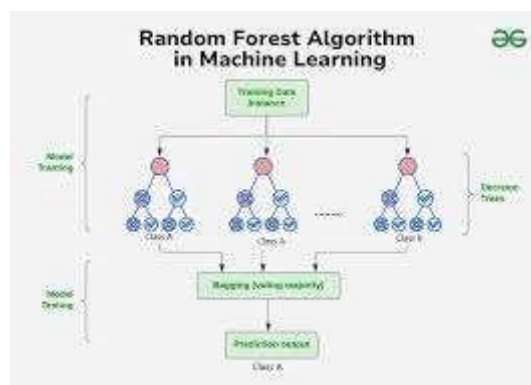 Random Forest Algorithm
in Machine Learning
Training Data
Instance
Model
Training
Decision
Trees
Class A
Class A
Class B
Model
Testing
Bagging (voting majority)
Prediction output
Class A